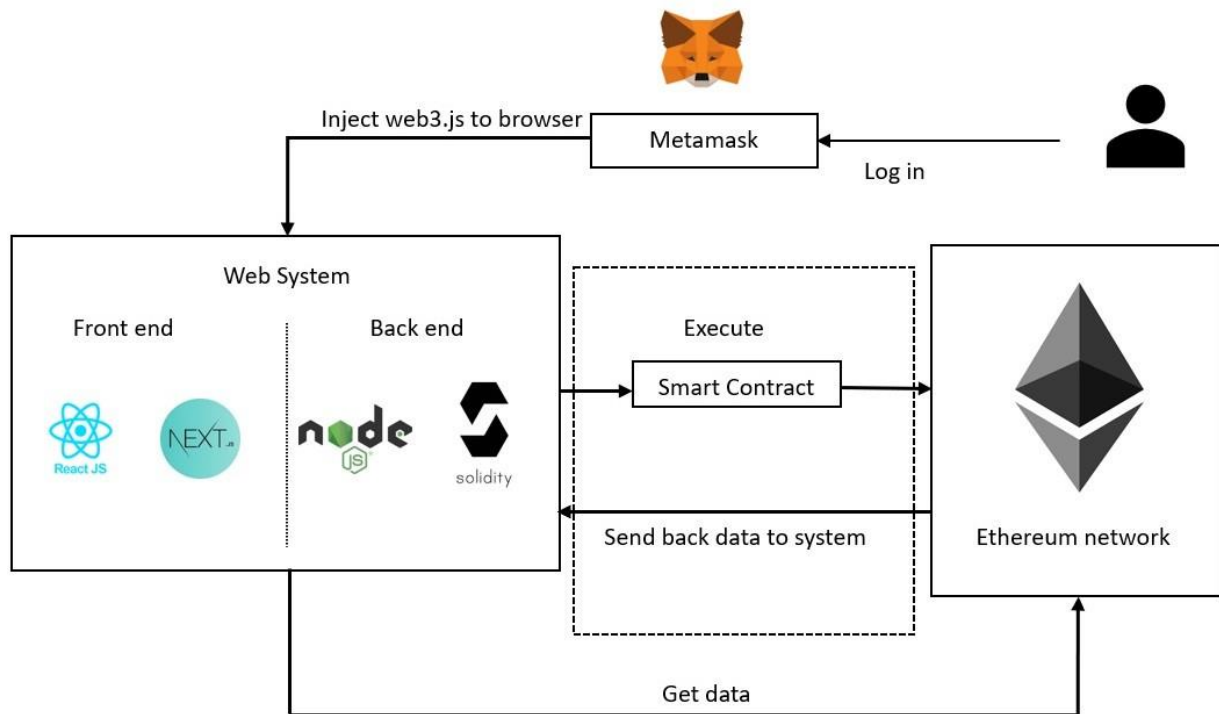 Inject web3.js to browser
Metamask
Log in
Web System
Front end
Back end
Execute
Smart Contract
React JS
NEXT.JS
node
JS
solidity
Send back data to system
Ethereum network
Get data